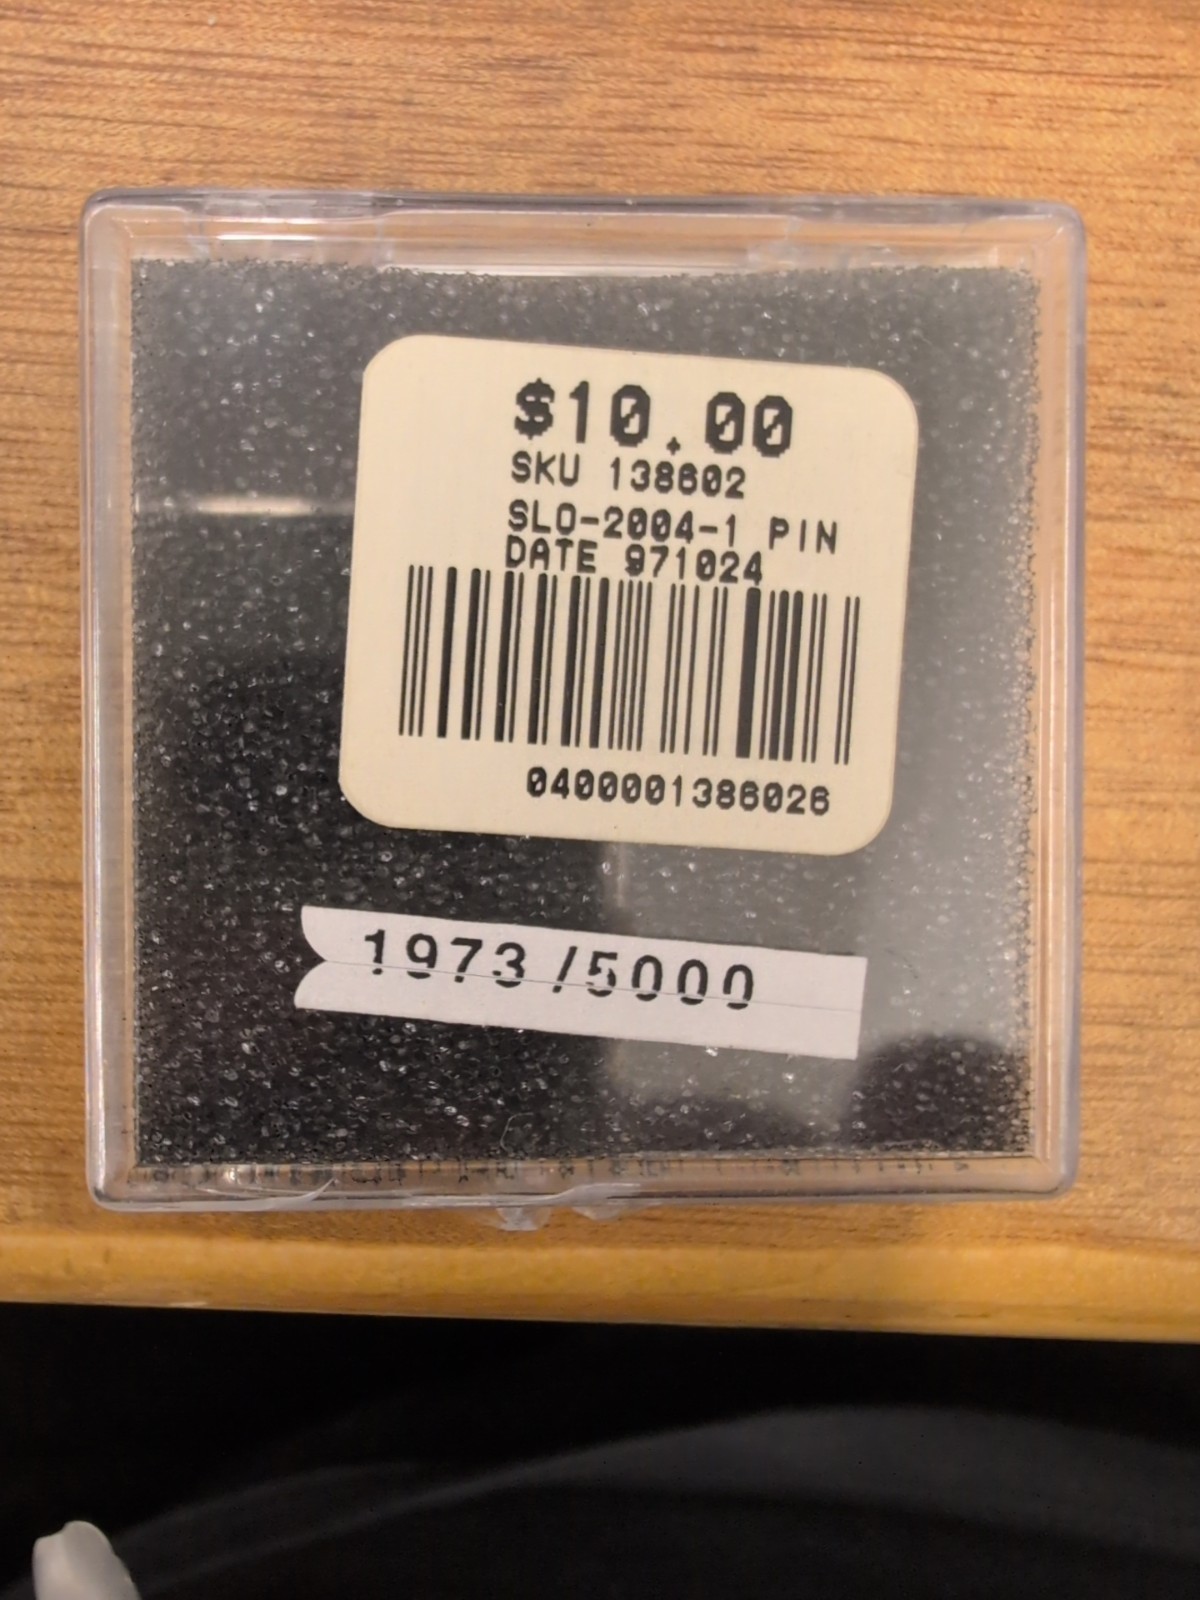 $10.00
SKU 138602
SLO-2004-1 PIN
DATE 971024
0400001386026
1973/5000